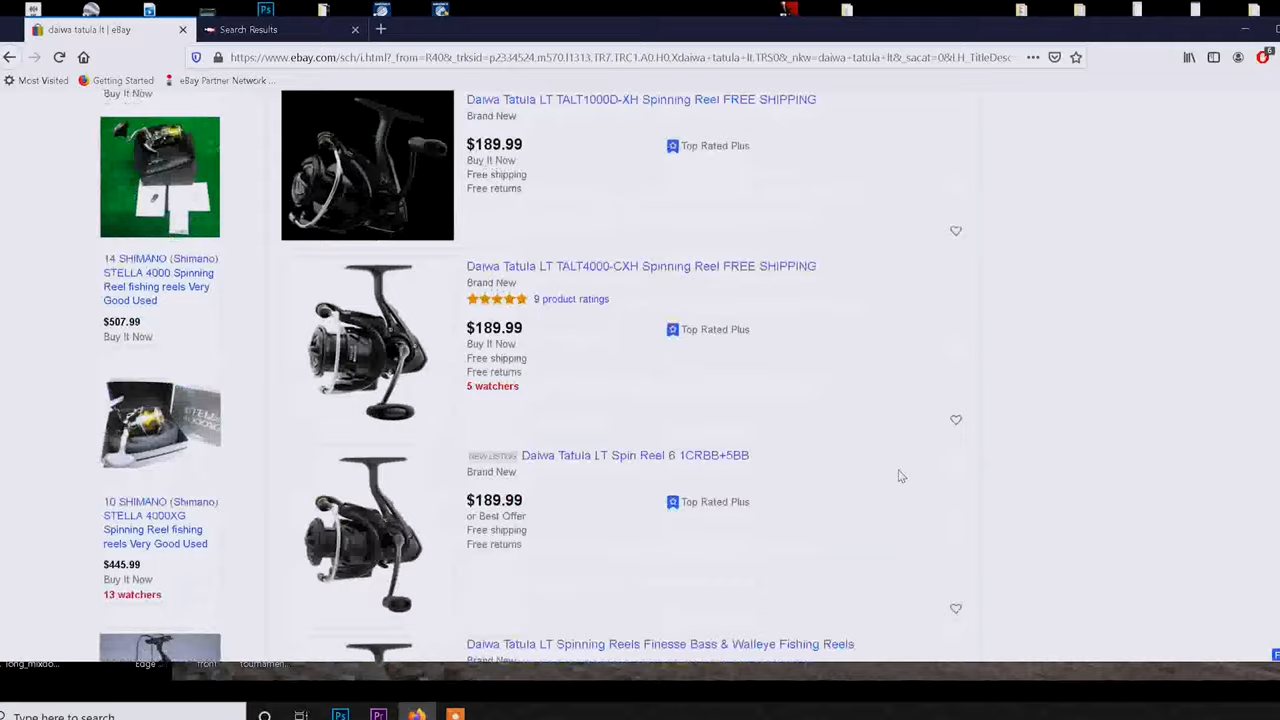 daiwa tatula lt | eBay
Search Results
https://www.ebay.com/sch/i.html?_from=R40&_trksid=p2334524.m570.l1313.TR7.TRC1.A0.H0.Xdaiwa+tatula+lt.TRS0&_nkw=daiwa+tatula+lt&_sacat=0&LH_TitleDesc
6
Most Visited
Getting Started
eBay Partner Network ...
Buy It Now
14 SHIMANO (Shimano)
STELLA 4000 Spinning
Reel fishing reels Very
Good Used
$507.99
Buy It Now
10 SHIMANO (Shimano)
STELLA 4000XG
Spinning Reel fishing
reels Very Good Used
$445.99
Buy It Now
13 watchers
Daiwa Tatula LT TALT1000D-XH Spinning Reel FREE SHIPPING
Brand New
$189.99
Top Rated Plus
Buy It Now
Free shipping
Free returns
Daiwa Tatula LT TALT4000-CXH Spinning Reel FREE SHIPPING
Brand New
9 product ratings
$189.99
Top Rated Plus
Buy It Now
Free shipping
Free returns
5 watchers
NEW LISTING Daiwa Tatula LT Spin Reel 6 1CRBB+5BB
Brand New
$189.99
Top Rated Plus
or Best Offer
Free shipping
Free returns
Daiwa Tatula LT Spinning Reels Finesse Bass & Walleye Fishing Reels
Brand New
Edge ...
front
tournamen...
Type here to search
Ps
Ps
Pr